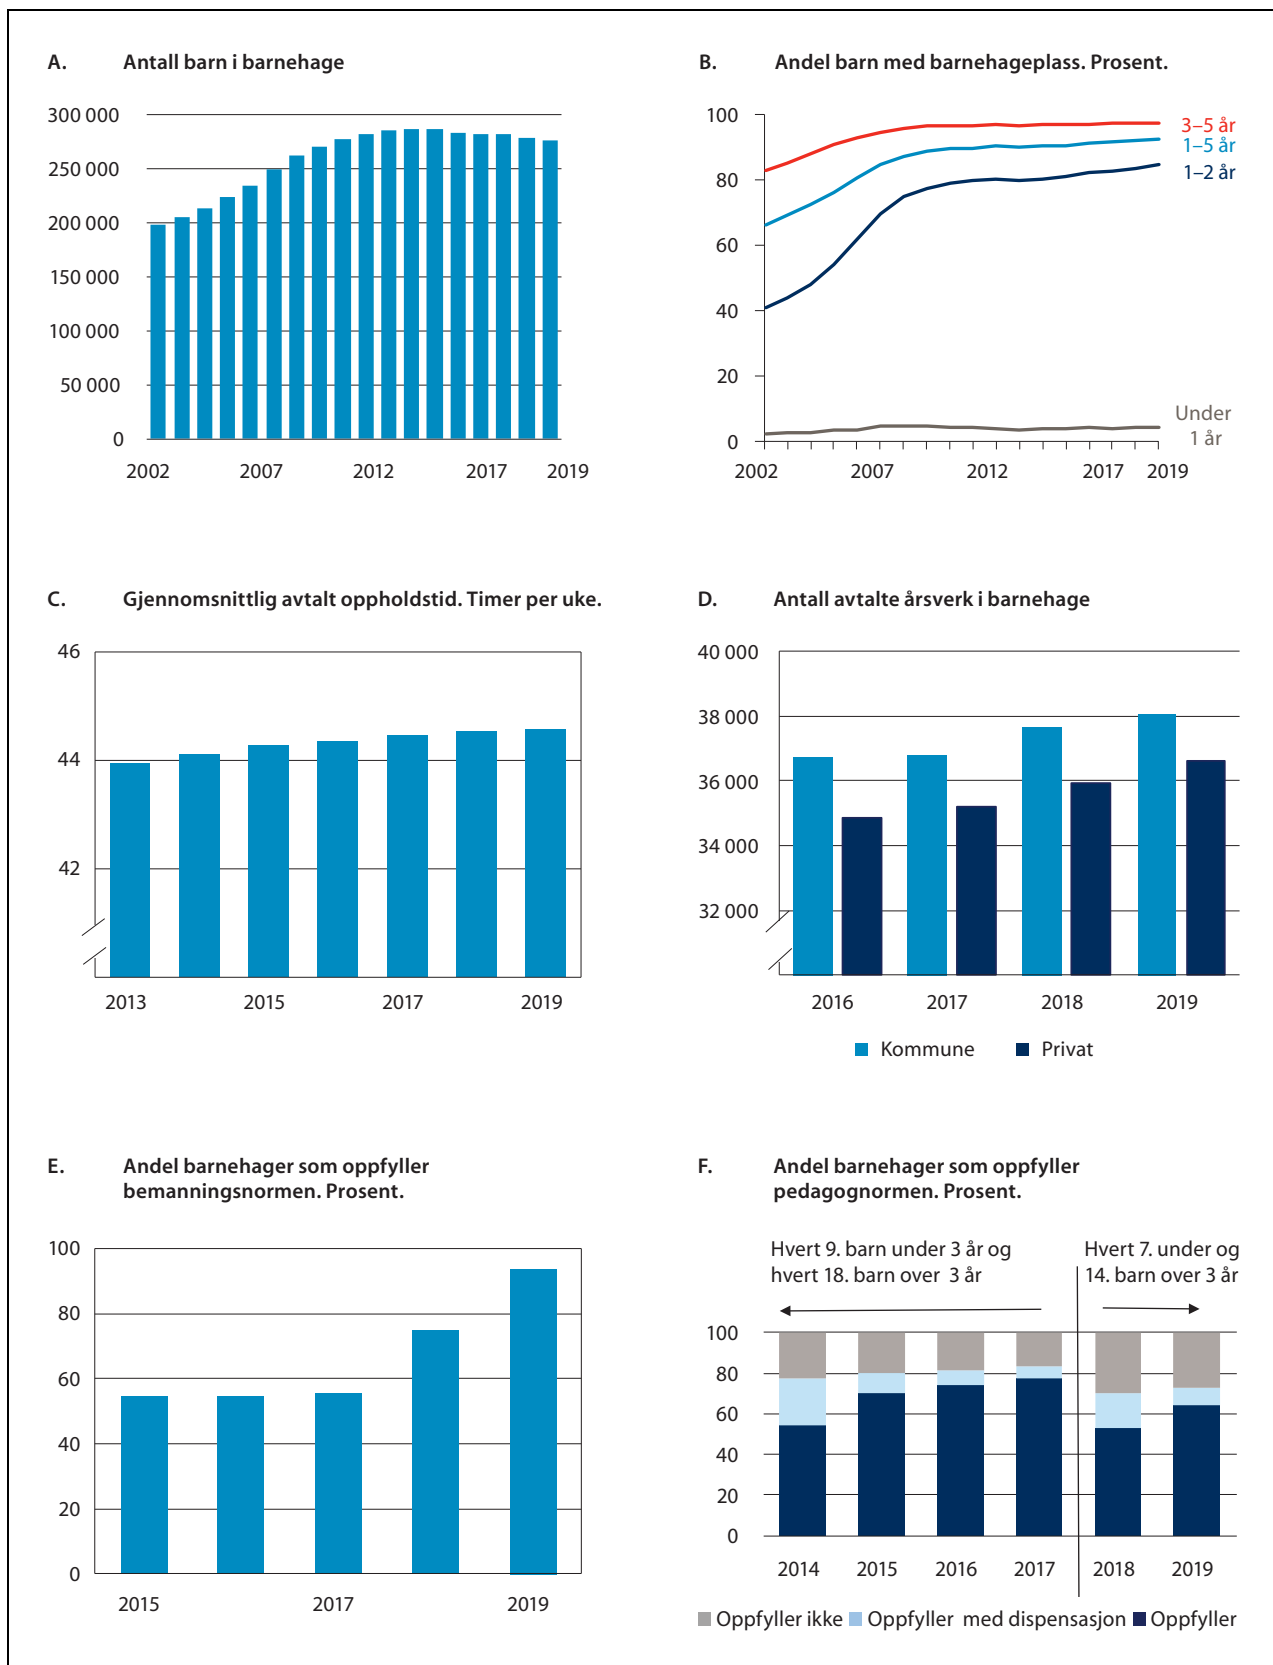 A. Antall barn i barnehage
300 000
250 000
200 000
150 000
100 000
50 000
0
2002 2007 2012 2017 2019
B. Andel barn med barnehageplass. Prosent.
100
80
60
40
20
0
3–5 år
1–5 år
1–2 år
Under
1 år
2002 2007 2012 2017 2019
C. Gjennomsnittlig avtalt oppholdstid. Timer per uke.
46
44
42
2013 2015 2017 2019
D. Antall avtalte årsverk i barnehage
40 000
38 000
36 000
34 000
32 000
2016 2017 2018 2019
Kommune Privat
E. Andel barnehager som oppfyller
bemanningsnormen. Prosent.
100
80
60
40
20
0
2015 2017 2019
F. Andel barnehager som oppfyller
pedagognormen. Prosent.
Hvert 9. barn under 3 år og
hvert 18. barn over 3 år
Hvert 7. under og
14. barn over 3 år
100
80
60
40
20
0
2014 2015 2016 2017 2018 2019
Oppfyller ikke Oppfyller med dispensasjon Oppfyller